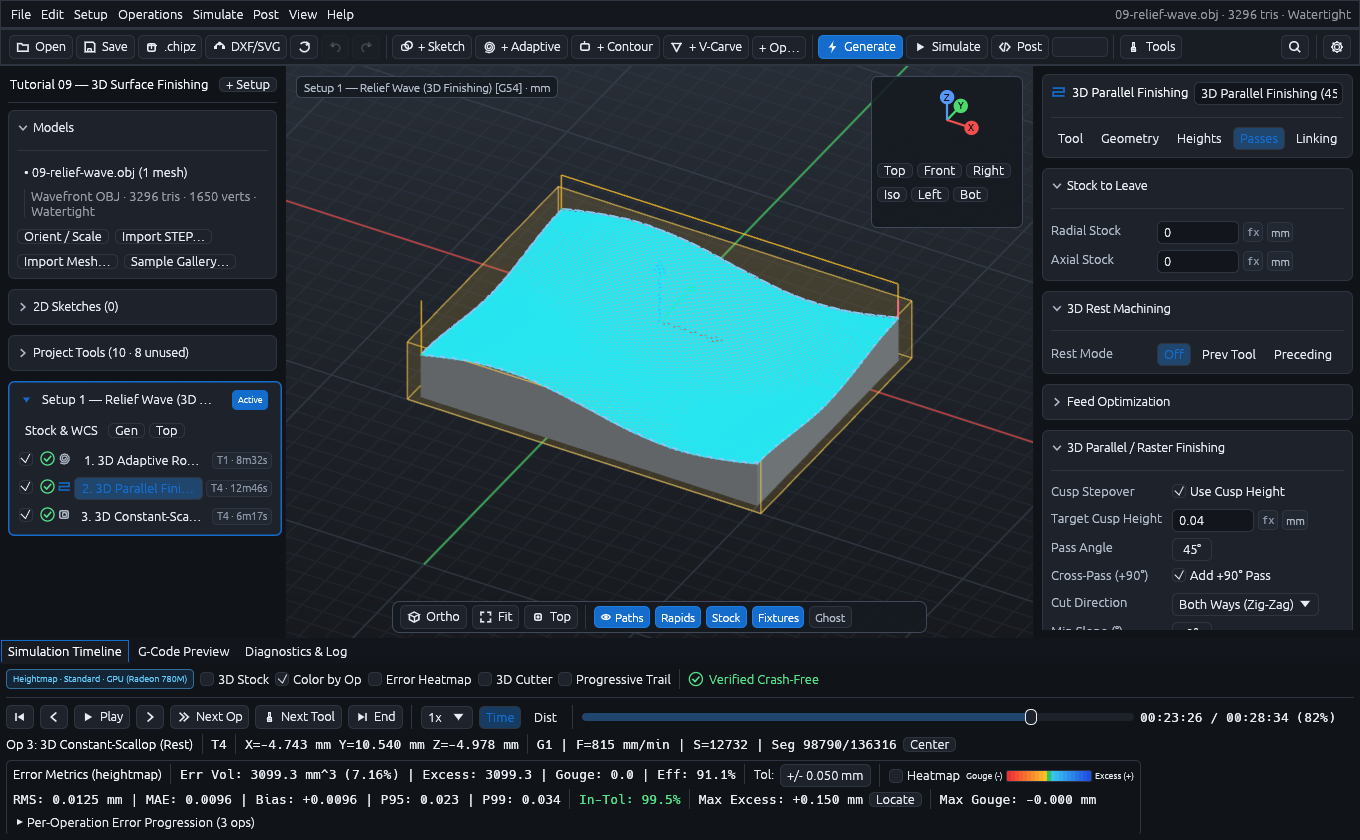 File Edit Setup Operations Simulate Post View Help
09-relief-wave.obj · 3296 tris · Watertight
Open Save .chipz DXF/SVG + Sketch + Adaptive + Contour + V-Carve + Op... Generate Simulate Post Tools
Tutorial 09 — 3D Surface Finishing + Setup
Models
• 09-relief-wave.obj (1 mesh)
Wavefront OBJ · 3296 tris · 1650 verts ·
Watertight
Orient / Scale Import STEP...
Import Mesh... Sample Gallery...
2D Sketches (0)
Project Tools (10 · 8 unused)
Setup 1 — Relief Wave (3D ... Active
Stock & WCS Gen Top
1. 3D Adaptive Ro... T1 · 8m32s
2. 3D Parallel Fini... T4 · 12m46s
3. 3D Constant-Sca... T4 · 6m17s
Setup 1 — Relief Wave (3D Finishing) [G54] · mm
Z
Y
X
Top Front Right
Iso Left Bot
Ortho Fit Top Paths Rapids Stock Fixtures Ghost
3D Parallel Finishing 3D Parallel Finishing (45
Tool Geometry Heights Passes Linking
Stock to Leave
Radial Stock 0 fx mm
Axial Stock 0 fx mm
3D Rest Machining
Rest Mode Off Prev Tool Preceding
Feed Optimization
3D Parallel / Raster Finishing
Cusp Stepover Use Cusp Height
Target Cusp Height 0.04 fx mm
Pass Angle 45°
Cross-Pass (+90°) Add +90° Pass
Cut Direction Both Ways (Zig-Zag)
Simulation Timeline G-Code Preview Diagnostics & Log
Heightmap · Standard · GPU (Radeon 780M) 3D Stock Color by Op Error Heatmap 3D Cutter Progressive Trail Verified Crash-Free
Play Next Op Next Tool End 1x Time Dist 00:23:26 / 00:28:34 (82%)
Op 3: 3D Constant-Scallop (Rest) T4 X=-4.743 mm Y=10.540 mm Z=-4.978 mm G1 | F=815 mm/min | S=12732 | Seg 98790/136316 Center
Error Metrics (heightmap) Err Vol: 3099.3 mm^3 (7.16%) | Excess: 3099.3 | Gouge: 0.0 | Eff: 91.1% Tol: +/- 0.050 mm Heatmap Gouge (-) Excess (+)
RMS: 0.0125 mm | MAE: 0.0096 | Bias: +0.0096 | P95: 0.023 | P99: 0.034 In-Tol: 99.5% Max Excess: +0.150 mm Locate Max Gouge: -0.000 mm
Per-Operation Error Progression (3 ops)